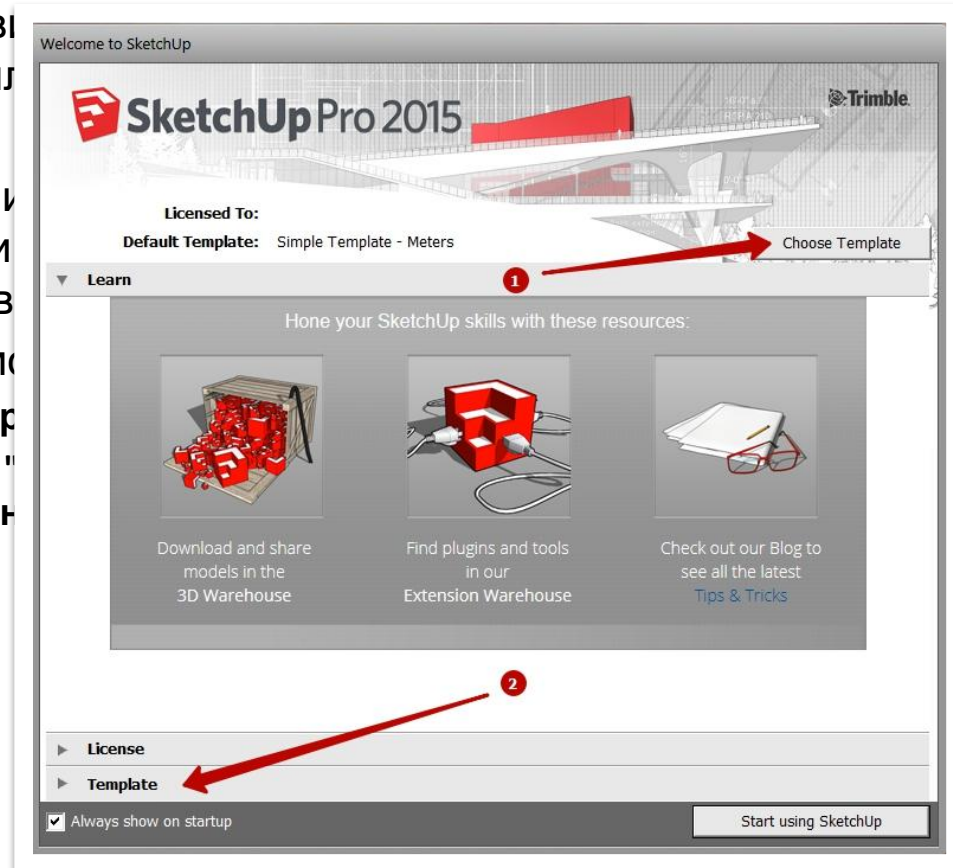 Welcome to SketchUp
SketchUp Pro 2015
Trimble.
Licensed To:
Default Template: Simple Template - Meters
Choose Template
1
Learn
Hone your SketchUp skills with these resources:
Download and share
models in the
3D Warehouse
Find plugins and tools
in our
Extension Warehouse
Check out our Blog to
see all the latest
Tips & Tricks
2
License
Template
Always show on startup
Start using SketchUp